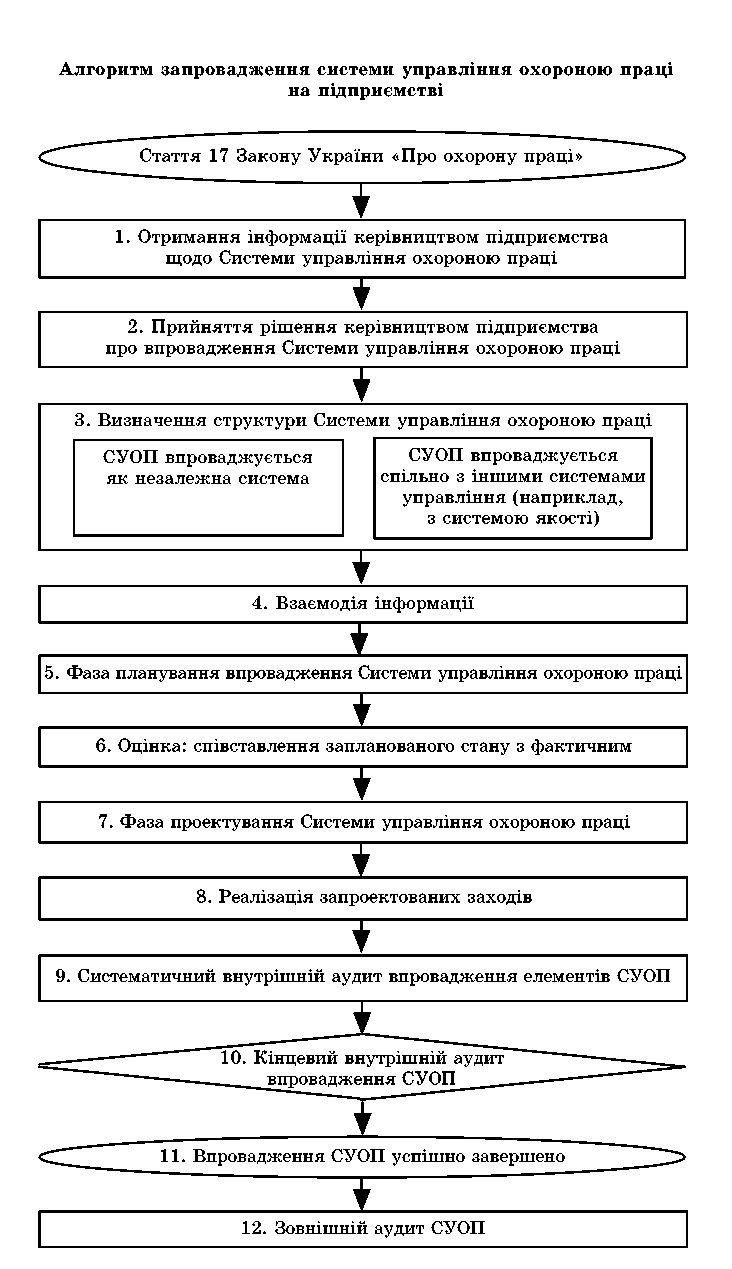 Алгоритм запровадження системи управління охороною праці
на підприємстві
Стаття 17 Закону України «Про охорону праці»
1. Отримання інформації керівництвом підприємства
щодо Системи управління охороною праці
2. Прийняття рішення керівництвом підприємства
про впровадження Системи управління охороною праці
3. Визначення структури Системи управління охороною праці
СУОП впроваджується
як незалежна система
СУОП впроваджується
спільно з іншими системами
управління (наприклад,
з системою якості)
4. Взаємодія інформації
5. Фаза планування впровадження Системи управління охороною праці
6. Оцінка: співставлення запланованого стану з фактичним
7. Фаза проектування Системи управління охороною праці
8. Реалізація запроектованих заходів
9. Систематичний внутрішній аудит впровадження елементів СУОП
10. Кінцевий внутрішній аудит
впровадження СУОП
11. Впровадження СУОП успішно завершено
12. Зовнішній аудит СУОП